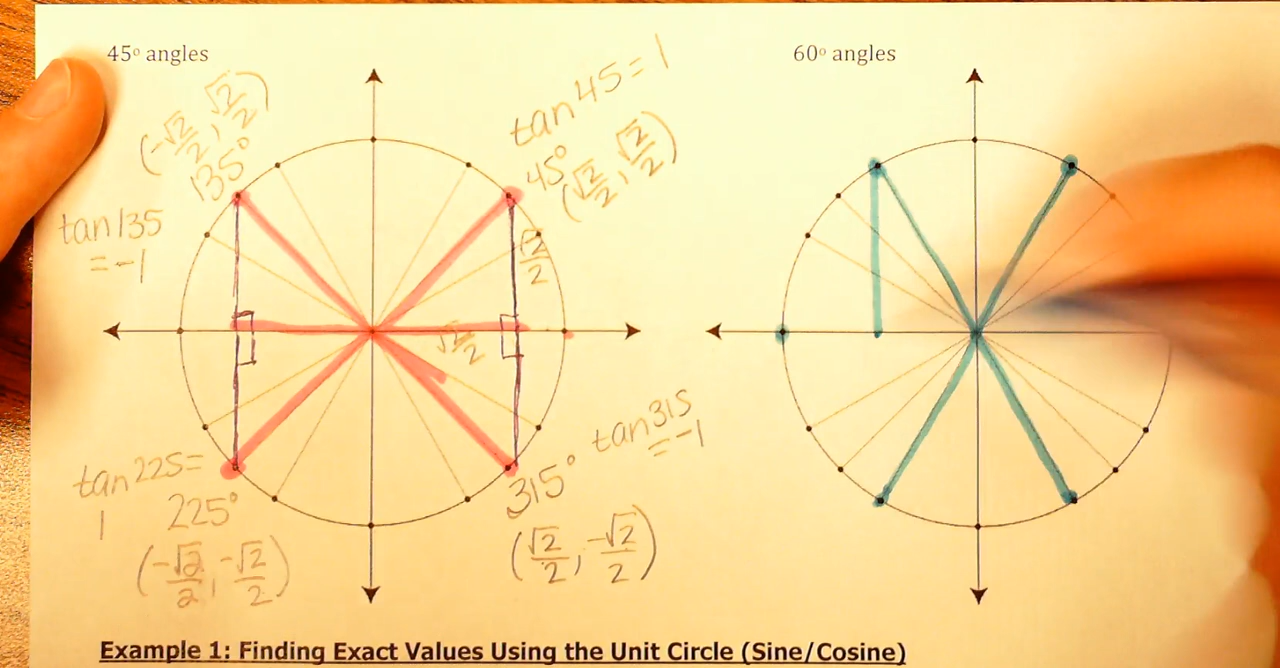 45° angles
(-√2/2, √2/2)
135°
tan 135
= -1
tan 45 = 1
45°
(√2/2, √2/2)
√2/2
√2/2
tan 225 =
1
225°
(-√2/2, -√2/2)
tan 315
= -1
315°
(√2/2, -√2/2)
60° angles
Example 1: Finding Exact Values Using the Unit Circle (Sine/Cosine)